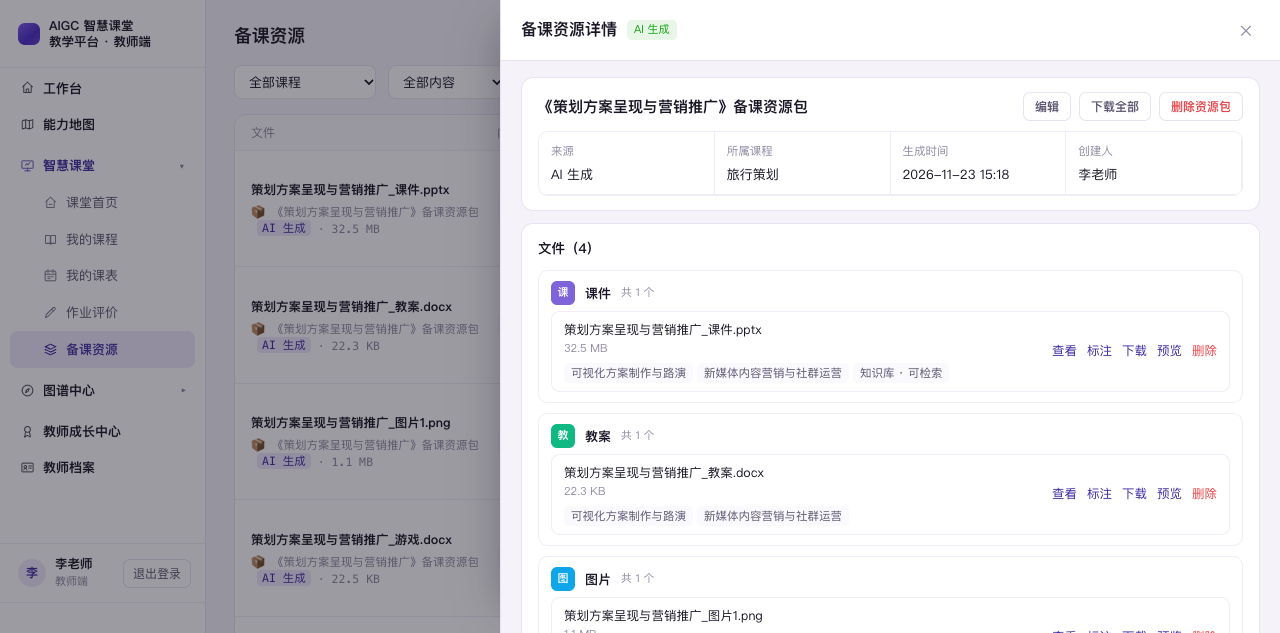 AIGC 智慧课堂
教学平台 · 教师端
工作台
能力地图
智慧课堂
课堂首页
我的课程
我的课表
作业评价
备课资源
图谱中心
教师成长中心
教师档案
李
李老师
教师端
退出登录
备课资源
全部课程
全部内容
文件
策划方案呈现与营销推广_课件.pptx
《策划方案呈现与营销推广》备课资源包
AI 生成 · 32.5 MB
策划方案呈现与营销推广_教案.docx
《策划方案呈现与营销推广》备课资源包
AI 生成 · 22.3 KB
策划方案呈现与营销推广_图片1.png
《策划方案呈现与营销推广》备课资源包
AI 生成 · 1.1 MB
策划方案呈现与营销推广_游戏.docx
《策划方案呈现与营销推广》备课资源包
AI 生成 · 22.5 KB
备课资源详情 AI 生成
《策划方案呈现与营销推广》备课资源包
编辑 下载全部 删除资源包
来源 所属课程 生成时间 创建人
AI 生成 旅行策划 2026-11-23 15:18 李老师
文件（4）
课 课件 共 1 个
策划方案呈现与营销推广_课件.pptx
32.5 MB
查看 标注 下载 预览 删除
可视化方案制作与路演 新媒体内容营销与社群运营 知识库 · 可检索
教 教案 共 1 个
策划方案呈现与营销推广_教案.docx
22.3 KB
查看 标注 下载 预览 删除
可视化方案制作与路演 新媒体内容营销与社群运营
图 图片 共 1 个
策划方案呈现与营销推广_图片1.png